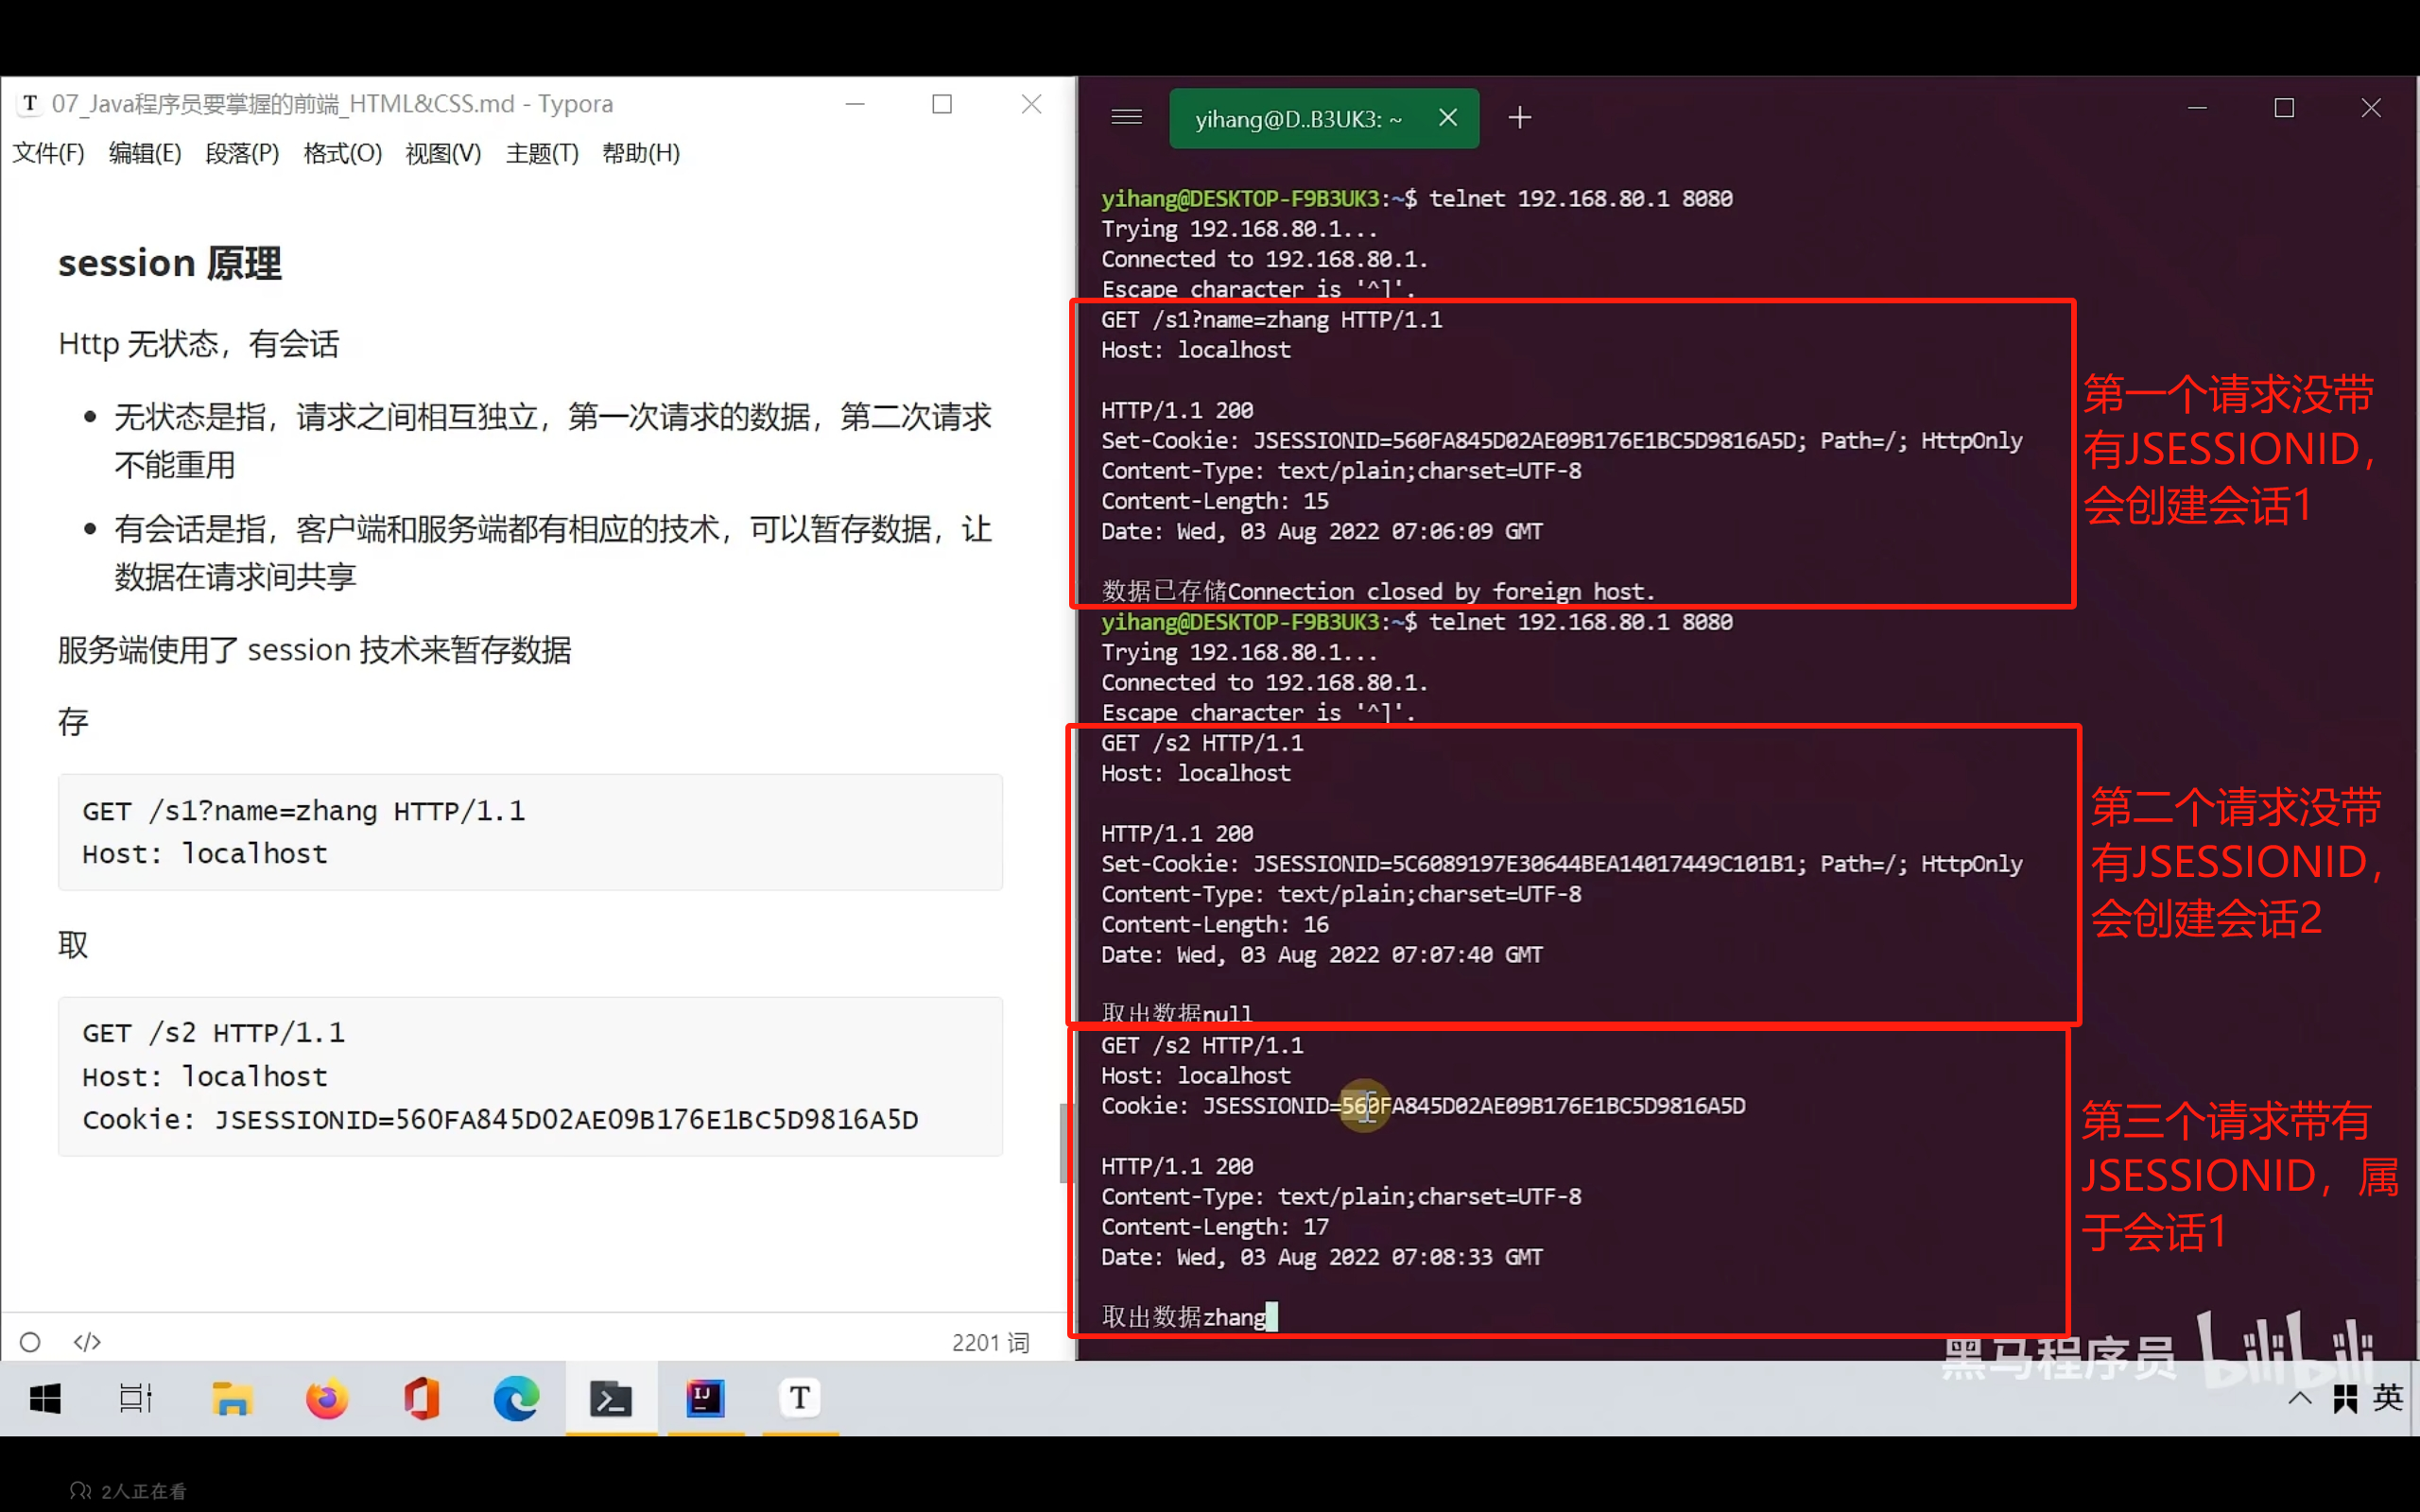 07_Java程序员要掌握的前端_HTML&CSS.md - Typora
文件(F) 编辑(E) 段落(P) 格式(O) 视图(V) 主题(T) 帮助(H)
session 原理
Http 无状态，有会话
无状态是指，请求之间相互独立，第一次请求的数据，第二次请求
不能重用
有会话是指，客户端和服务端都有相应的技术，可以暂存数据，让
数据在请求间共享
服务端使用了 session 技术来暂存数据
存
GET /s1?name=zhang HTTP/1.1
Host: localhost
取
GET /s2 HTTP/1.1
Host: localhost
Cookie: JSESSIONID=560FA845D02AE09B176E1BC5D9816A5D
</>
2201 词
yihang@D..B3UK3: ~
yihang@DESKTOP-F9B3UK3:~$ telnet 192.168.80.1 8080
Trying 192.168.80.1...
Connected to 192.168.80.1.
Escape character is '^]'.
GET /s1?name=zhang HTTP/1.1
Host: localhost
HTTP/1.1 200
Set-Cookie: JSESSIONID=560FA845D02AE09B176E1BC5D9816A5D; Path=/; HttpOnly
Content-Type: text/plain;charset=UTF-8
Content-Length: 15
Date: Wed, 03 Aug 2022 07:06:09 GMT
数据已存储Connection closed by foreign host.
yihang@DESKTOP-F9B3UK3:~$ telnet 192.168.80.1 8080
Trying 192.168.80.1...
Connected to 192.168.80.1.
Escape character is '^]'.
GET /s2 HTTP/1.1
Host: localhost
HTTP/1.1 200
Set-Cookie: JSESSIONID=5C6089197E30644BEA14017449C101B1; Path=/; HttpOnly
Content-Type: text/plain;charset=UTF-8
Content-Length: 16
Date: Wed, 03 Aug 2022 07:07:40 GMT
取出数据null
GET /s2 HTTP/1.1
Host: localhost
Cookie: JSESSIONID=560FA845D02AE09B176E1BC5D9816A5D
HTTP/1.1 200
Content-Type: text/plain;charset=UTF-8
Content-Length: 17
Date: Wed, 03 Aug 2022 07:08:33 GMT
取出数据zhang
第一个请求没带
有JSESSIONID，
会创建会话1
第二个请求没带
有JSESSIONID，
会创建会话2
第三个请求带有
JSESSIONID，属
于会话1
黑马程序员 bilibili
英
2人正在看